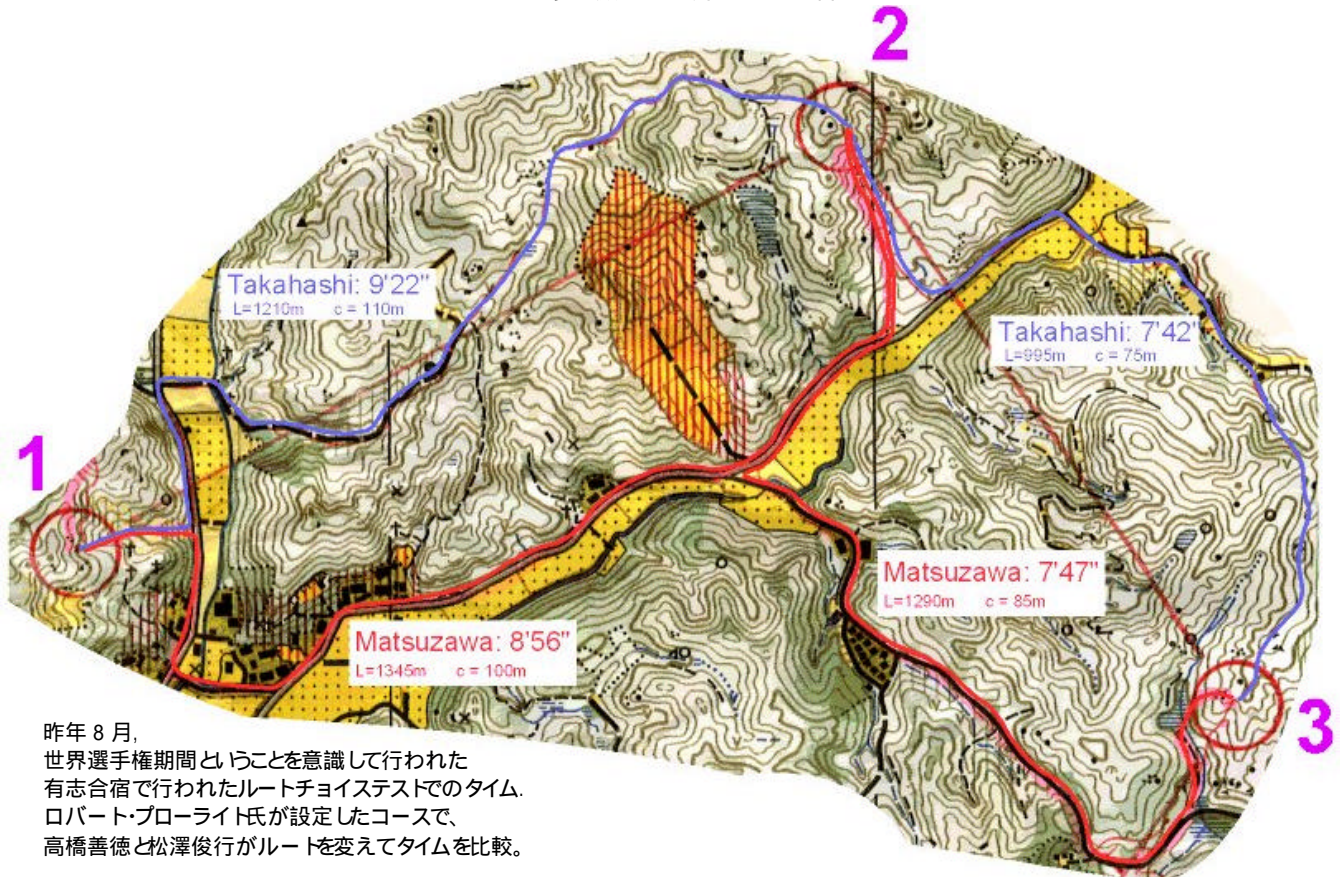 2
Takahashi: 9'22"
L=1210m c = 110m
Takahashi: 7'42"
L=995m c = 75m
1
Matsuzawa: 7'47"
L=1290m c = 85m
Matsuzawa: 8'56"
L=1345m c = 100m
3
昨年8月,
世界選手権期間ということを意識して行われた
有志合宿で行われたルートチョイステストでのタイム.
ロバート・プローライト氏が設定したコースで、
高橋善徳と松澤俊行がルートを変えてタイムを比較。